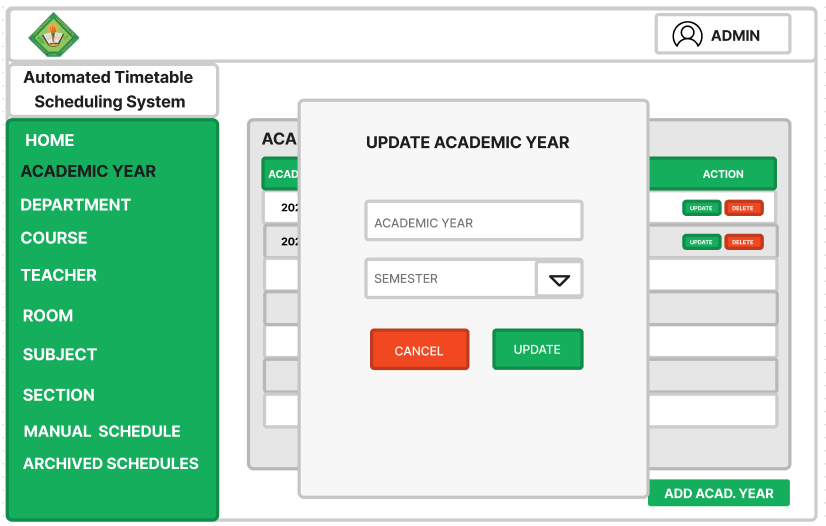 ADMIN
Automated Timetable
Scheduling System
HOME
ACADEMIC YEAR
DEPARTMENT
COURSE
TEACHER
ROOM
SUBJECT
SECTION
MANUAL SCHEDULE
ARCHIVED SCHEDULES
ACA
ACAD
ACTION
202
UPDATE DELETE
202
UPDATE DELETE
UPDATE ACADEMIC YEAR
ACADEMIC YEAR
SEMESTER
CANCEL UPDATE
ADD ACAD. YEAR